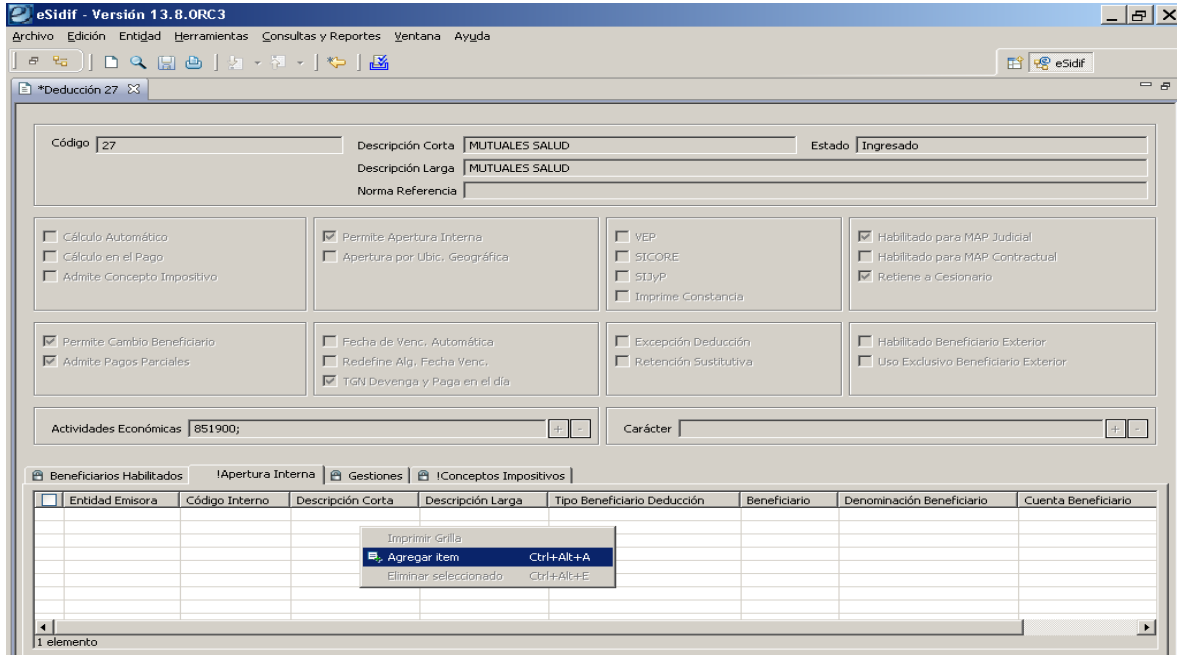 eSidif - Versión 13.8.0RC3
Archivo Edición Entidad Herramientas Consultas y Reportes Ventana Ayuda
eSidif
*Deducción 27
Código 27 Descripción Corta MUTUALES SALUD Estado Ingresado
Descripción Larga MUTUALES SALUD
Norma Referencia
Cálculo Automático Permite Apertura Interna VEP Habilitado para MAP Judicial
Cálculo en el Pago Apertura por Ubic. Geográfica SICORE Habilitado para MAP Contractual
Admite Concepto Impositivo SIJyP Retiene a Cesionario
Imprime Constancia
Permite Cambio Beneficiario Fecha de Venc. Automática Excepción Deducción Habilitado Beneficiario Exterior
Admite Pagos Parciales Redefine Alg. Fecha Venc. Retención Sustitutiva Uso Exclusivo Beneficiario Exterior
TGN Devenga y Paga en el día
Actividades Económicas 851900; + - Carácter + -
Beneficiarios Habilitados !Apertura Interna Gestiones !Conceptos Impositivos
Entidad Emisora Código Interno Descripción Corta Descripción Larga Tipo Beneficiario Deducción Beneficiario Denominación Beneficiario Cuenta Beneficiario
Imprimir Grilla
Agregar item Ctrl+Alt+A
Eliminar seleccionado Ctrl+Alt+E
1 elemento